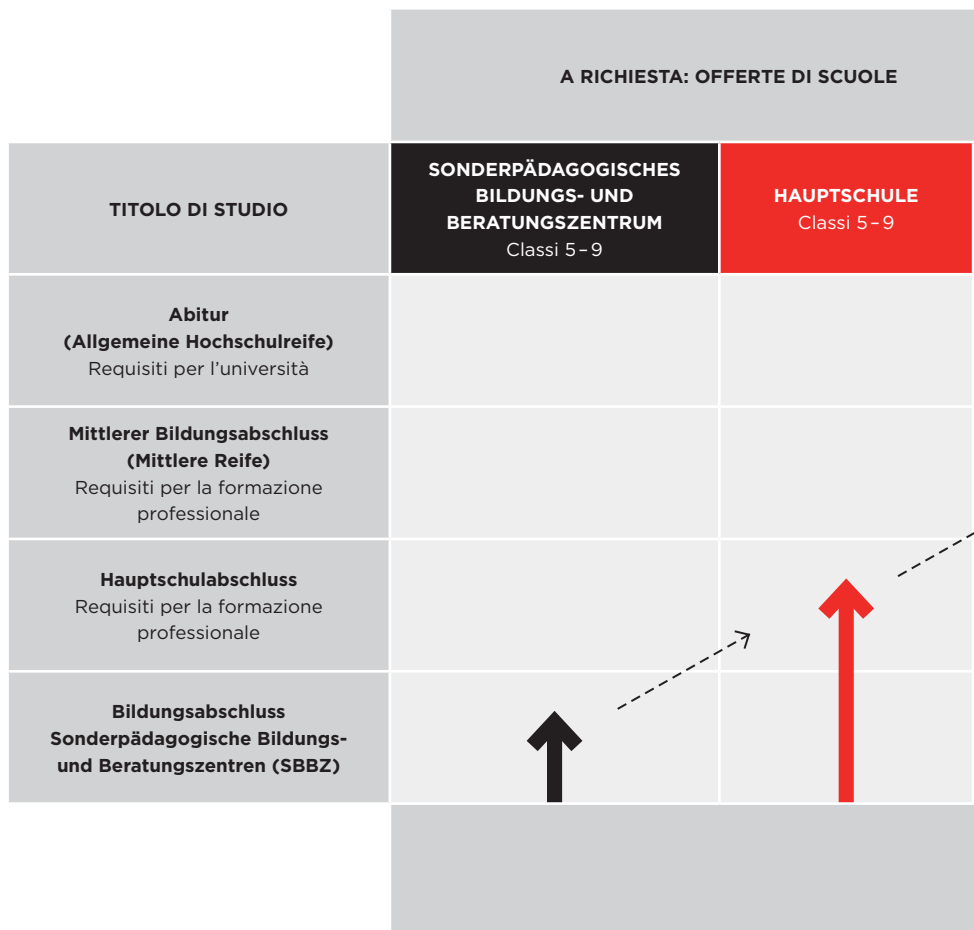 A RICHIESTA: OFFERTE DI SCUOLE
TITOLO DI STUDIO
SONDERPÄDAGOGISCHES
BILDUNGS- UND
BERATUNGSZENTRUM
Classi 5 – 9
HAUPTSCHULE
Classi 5 – 9
Abitur
(Allgemeine Hochschulreife)
Requisiti per l’università
Mittlerer Bildungsabschluss
(Mittlere Reife)
Requisiti per la formazione
professionale
Hauptschulabschluss
Requisiti per la formazione
professionale
Bildungsabschluss
Sonderpädagogische Bildungs-
und Beratungszentren (SBBZ)